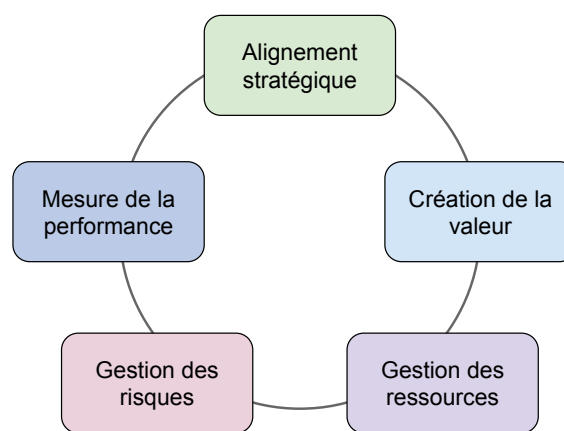 Alignement
stratégique
Mesure de la
performance
Création de la
valeur
Gestion des
risques
Gestion des
ressources